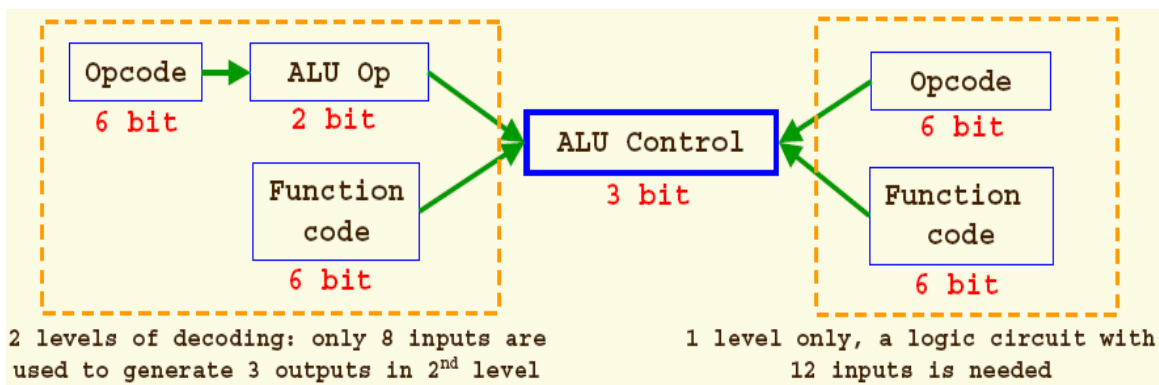 Opcode
6 bit
ALU Op
2 bit
Function
code
6 bit
ALU Control
3 bit
Opcode
6 bit
Function
code
6 bit
2 levels of decoding: only 8 inputs are
used to generate 3 outputs in 2nd level
1 level only, a logic circuit with
12 inputs is needed